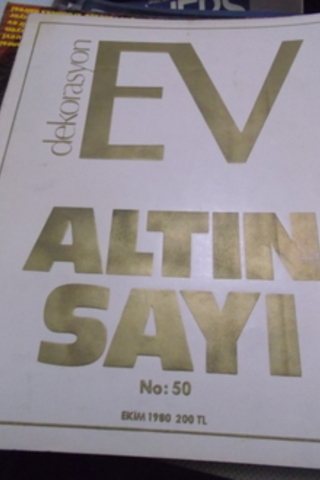 dekorasyon
EV
ALTIN
SAYI
No: 50
EKİM 1980 200 TL